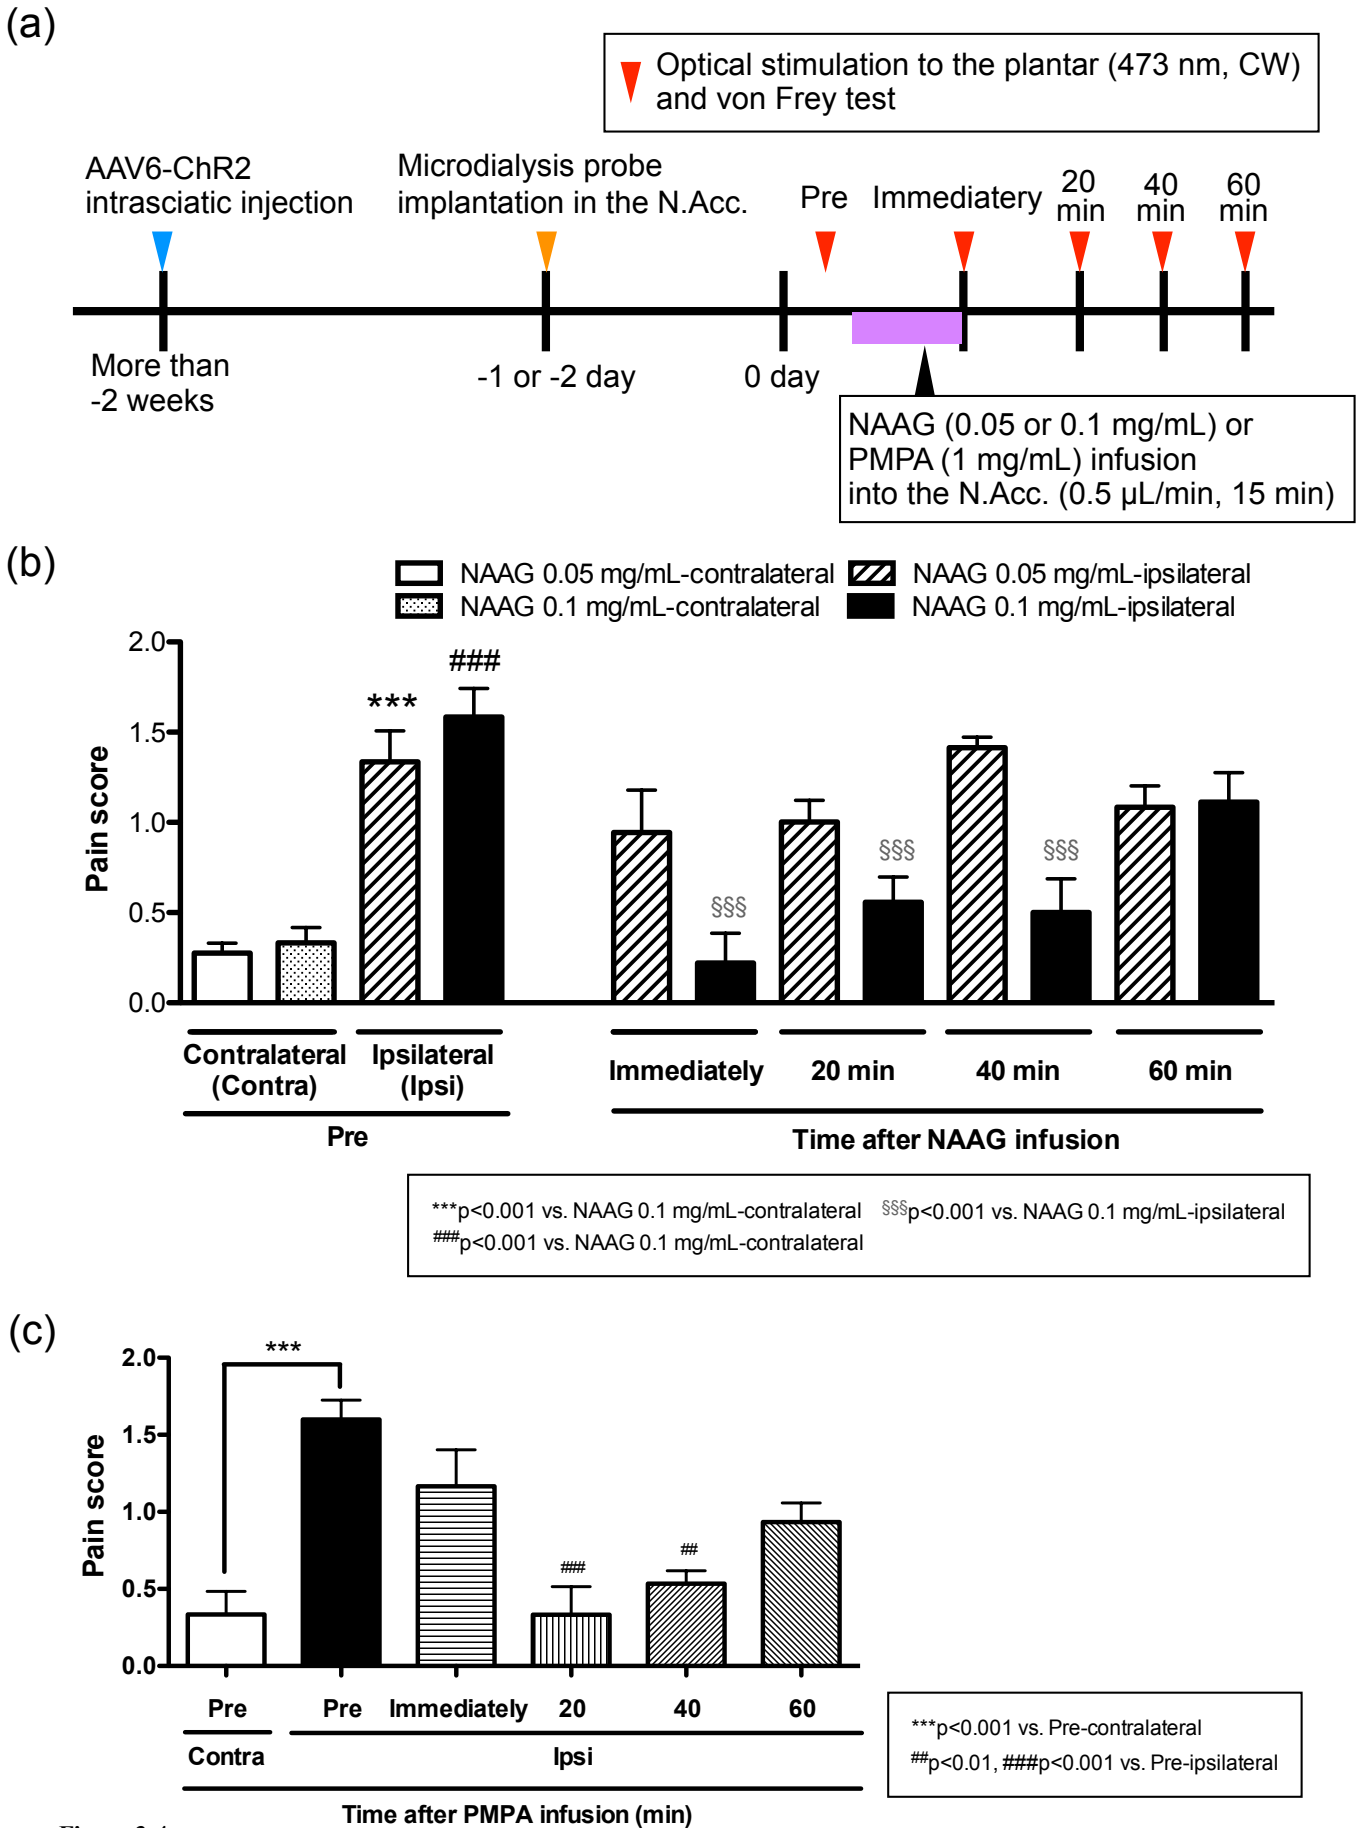 (a)
Optical stimulation to the plantar (473 nm, CW)
and von Frey test
AAV6-ChR2
intrasciatic injection
Microdialysis probe
implantation in the N.Acc.
Pre
Immediatery
20
min
40
min
60
min
More than
-2 weeks
-1 or -2 day
0 day
NAAG (0.05 or 0.1 mg/mL) or
PMPA (1 mg/mL) infusion
into the N.Acc. (0.5 µL/min, 15 min)
(b)
NAAG 0.05 mg/mL-contralateral
NAAG 0.05 mg/mL-ipsilateral
NAAG 0.1 mg/mL-contralateral
NAAG 0.1 mg/mL-ipsilateral
Pain score
2.0
1.5
1.0
0.5
0.0
***
###
§§§
§§§
§§§
Contralateral
(Contra)
Ipsilateral
(Ipsi)
Immediately
20 min
40 min
60 min
Pre
Time after NAAG infusion
***p<0.001 vs. NAAG 0.1 mg/mL-contralateral
§§§p<0.001 vs. NAAG 0.1 mg/mL-ipsilateral
###p<0.001 vs. NAAG 0.1 mg/mL-contralateral
(c)
Pain score
2.0
1.5
1.0
0.5
0.0
***
###
##
Pre
Pre
Immediately
20
40
60
Contra
Ipsi
Time after PMPA infusion (min)
***p<0.001 vs. Pre-contralateral
##p<0.01, ###p<0.001 vs. Pre-ipsilateral